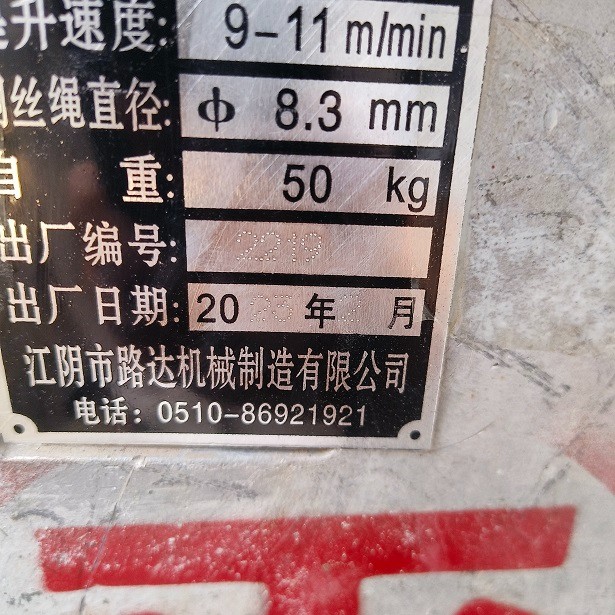 提升速度: 9-11 m/min
钢丝绳直径: ф 8.3 mm
自 重: 50 kg
出厂编号: 2219
出厂日期: 20 年 月
江阴市路达机械制造有限公司
电话: 0510-86921921